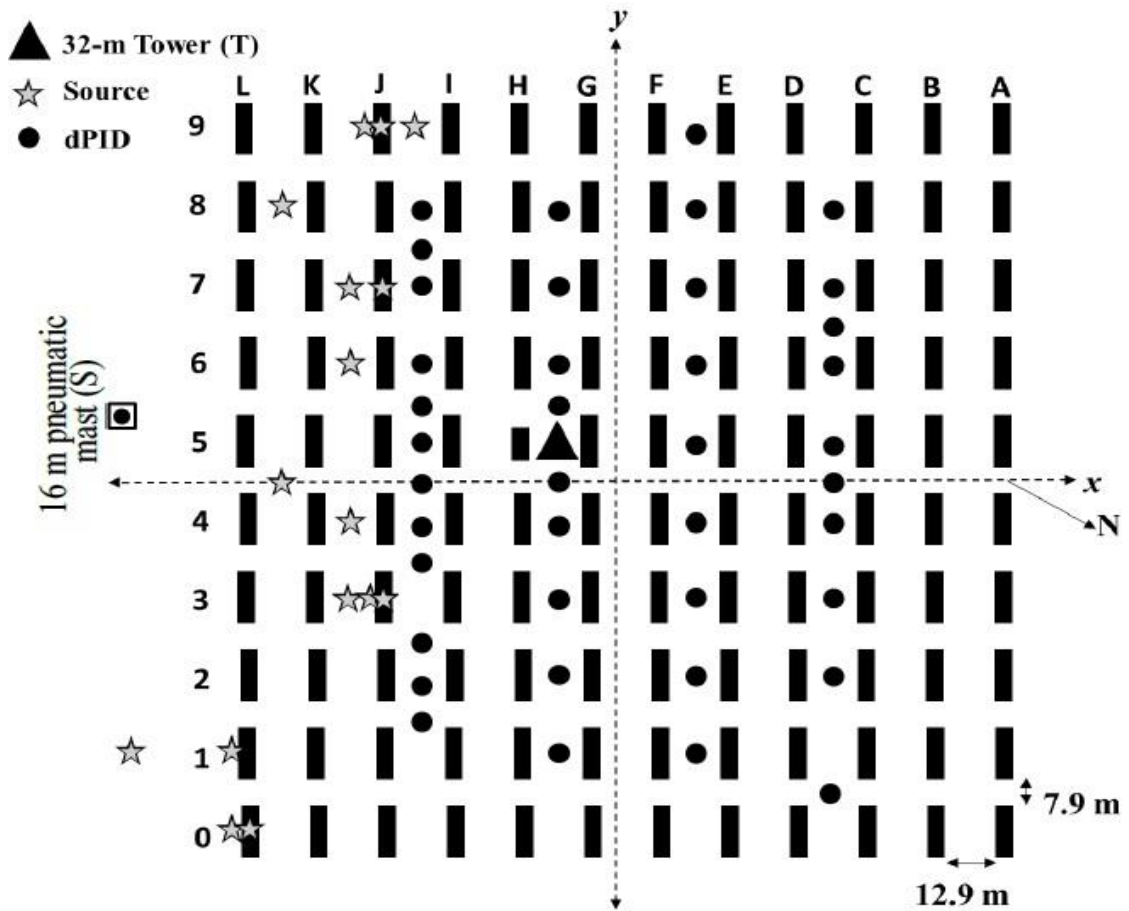 y
32-m Tower (T)
Source
dPID
L K J I H G F E D C B A
9
8
7
6
5
4
3
2
1
0
16 m pneumatic
mast (S)
x
N
7.9 m
12.9 m